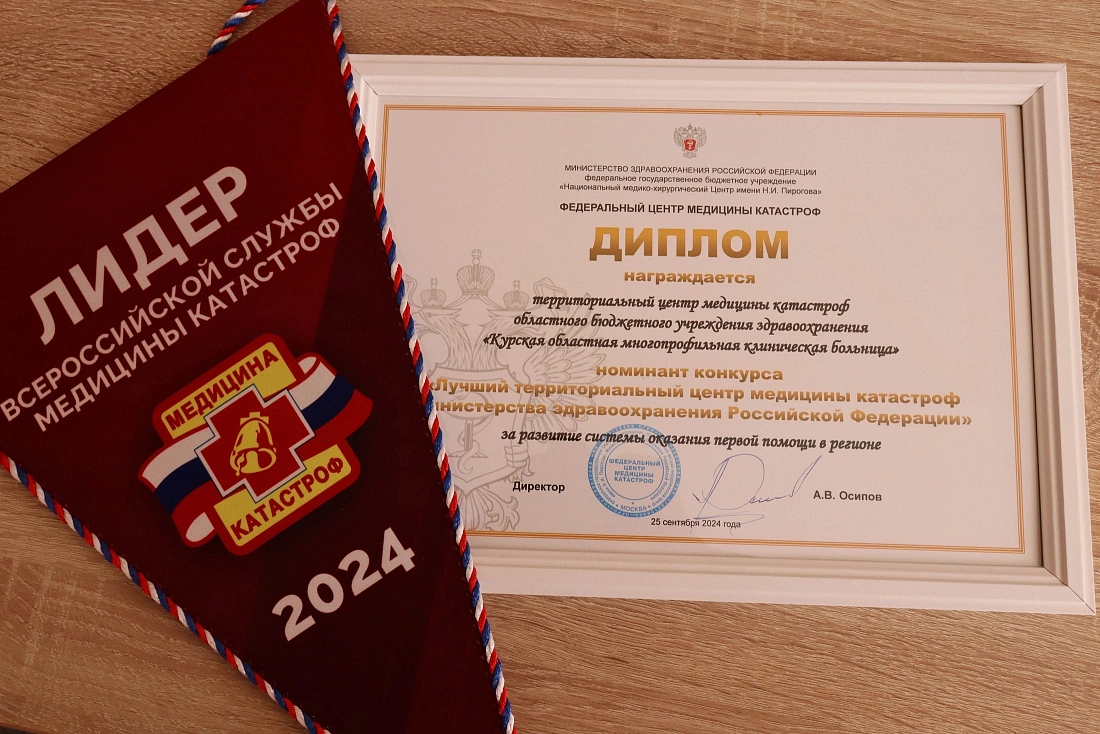 ЛИДЕР
ВСЕРОССИЙСКОЙ СЛУЖБЫ
МЕДИЦИНЫ КАТАСТРОФ
МЕДИЦИНА
КАТАСТРОФ
2024
МИНИСТЕРСТВО ЗДРАВООХРАНЕНИЯ РОССИЙСКОЙ ФЕДЕРАЦИИ
федеральное государственное бюджетное учреждение
«Национальный медико-хирургический Центр имени Н.И. Пирогова»
ФЕДЕРАЛЬНЫЙ ЦЕНТР МЕДИЦИНЫ КАТАСТРОФ
ДИПЛОМ
награждается
территориальный центр медицины катастроф
областного бюджетного учреждения здравоохранения
«Курская областная многопрофильная клиническая больница»
номинант конкурса
Лучший территориальный центр медицины катастроф
нистерства здравоохранения Российской Федерации»
за развитие системы оказания первой помощи в регионе
ФЕДЕРАЛЬНЫЙ
ЦЕНТР
МЕДИЦИНЫ
КАТАСТРОФ
МОСКВА
Директор
А.В. Осипов
25 сентября 2024 года